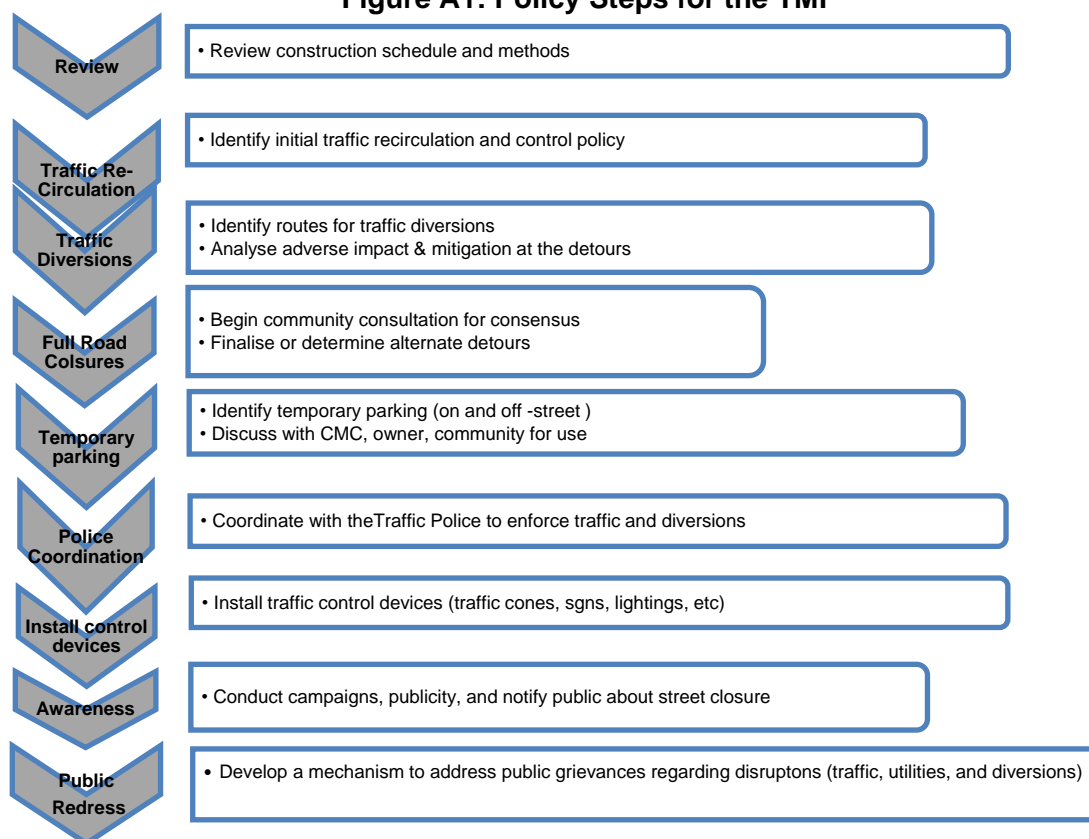 Figure A1: Policy Steps for the TMP
Review
• Review construction schedule and methods
Traffic Re-
Circulation
• Identify initial traffic recirculation and control policy
Traffic
Diversions
• Identify routes for traffic diversions
• Analyse adverse impact & mitigation at the detours
Full Road
Colsures
• Begin community consultation for consensus
• Finalise or determine alternate detours
Temporary
parking
• Identify temporary parking (on and off -street )
• Discuss with CMC, owner, community for use
Police
Coordination
• Coordinate with theTraffic Police to enforce traffic and diversions
Install control
devices
• Install traffic control devices (traffic cones, sgns, lightings, etc)
Awareness
• Conduct campaigns, publicity, and notify public about street closure
Public
Redress
• Develop a mechanism to address public grievances regarding disruptons (traffic, utilities, and diversions)